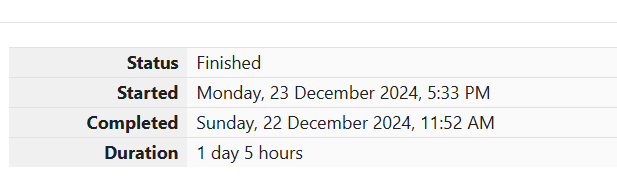 Status Finished
Started Monday, 23 December 2024, 5:33 PM
Completed Sunday, 22 December 2024, 11:52 AM
Duration 1 day 5 hours